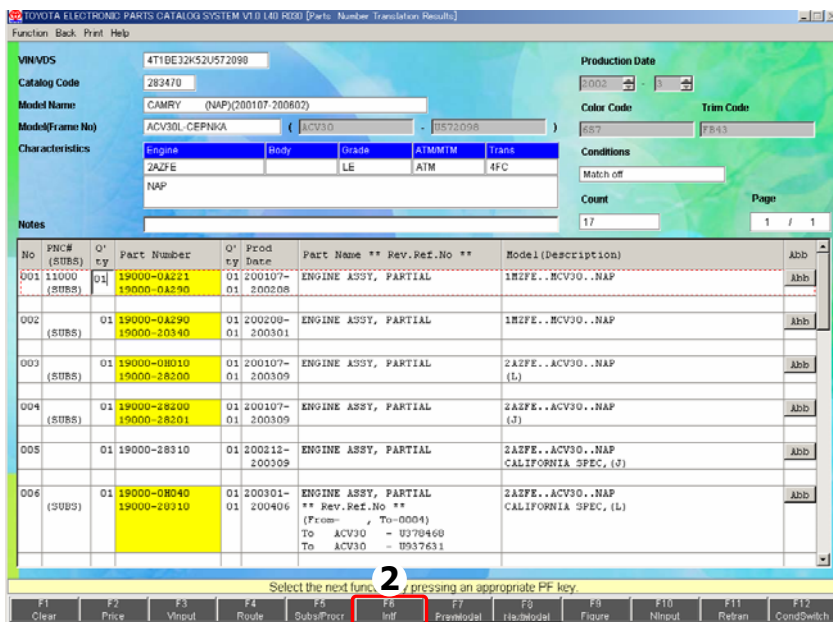 TOYOTA ELECTRONIC PARTS CATALOG SYSTEM V1.0 L40 R030 [Parts Number Translation Results]
Function Back Print Help
VIN/VDS 4T1BE32K52U572098 Production Date
Catalog Code 283470 2002 - 3
Model Name CAMRY (NAP)(200107-200602) Color Code Trim Code
Model(Frame No) ACV30L-CEPNKA ( ACV30 - U572098 ) 6S7 FB43
Characteristics Engine Body Grade ATM/MTM Trans Conditions
2AZFE LE ATM 4FC Match off
NAP Count Page
Notes 17 1 / 1
No PNC# (SUBS) Q'ty Part Number Q'ty Prod Date Part Name ** Rev.Ref.No ** Model(Description) Abb
001 11000 01 19000-0A221 01 200107- ENGINE ASSY, PARTIAL 1MZFE..MCV30..NAP Abb
(SUBS) 19000-0A290 01 200208
002 01 19000-0A290 01 200208- ENGINE ASSY, PARTIAL 1MZFE..MCV30..NAP Abb
(SUBS) 19000-20340 01 200301
003 01 19000-0H010 01 200107- ENGINE ASSY, PARTIAL 2AZFE..ACV30..NAP Abb
(SUBS) 19000-28200 01 200309 (L)
004 01 19000-28200 01 200107- ENGINE ASSY, PARTIAL 2AZFE..ACV30..NAP Abb
(SUBS) 19000-28201 01 200309 (J)
005 01 19000-28310 01 200212- ENGINE ASSY, PARTIAL 2AZFE..ACV30..NAP Abb
200309 CALIFORNIA SPEC,(J)
006 01 19000-0H040 01 200301- ENGINE ASSY, PARTIAL 2AZFE..ACV30..NAP Abb
(SUBS) 19000-28310 01 200406 ** Rev.Ref.No ** CALIFORNIA SPEC,(L)
(From- , To-0004)
To ACV30 - U378468
To ACV30 - U937631
Select the next func 2 pressing an appropriate PF key.
F1 F2 F3 F4 F5 F6 F7 F8 F9 F10 F11 F12
Clear Price Vinput Route Subs/Procr Intf PrevModel NextModel Figure NInput Retran CondSwitch